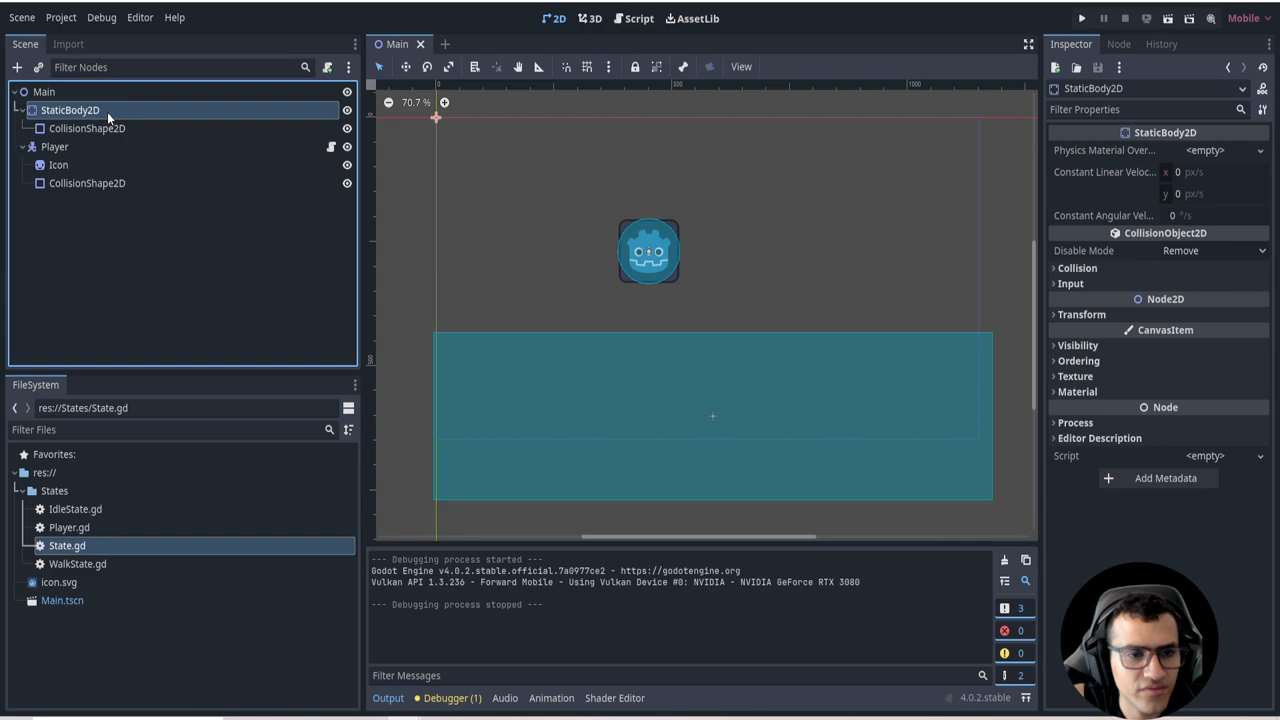 Scene Project Debug Editor Help
2D 3D Script AssetLib
Mobile
Scene Import
Filter Nodes
Main
StaticBody2D
CollisionShape2D
Player
Icon
CollisionShape2D
FileSystem
res://States/State.gd
Filter Files
Favorites:
res://
States
IdleState.gd
Player.gd
State.gd
WalkState.gd
icon.svg
Main.tscn
Main
View
0 500 1000
0
500
70.7 %
--- Debugging process started ---
Godot Engine v4.0.2.stable.official.7a0977ce2 - https://godotengine.org
Vulkan API 1.3.236 - Forward Mobile - Using Vulkan Device #0: NVIDIA - NVIDIA GeForce RTX 3080
--- Debugging process stopped ---
3
0
0
2
Filter Messages
Output Debugger (1) Audio Animation Shader Editor 4.0.2.stable
Inspector Node History
StaticBody2D
Filter Properties
StaticBody2D
Physics Material Over... <empty>
Constant Linear Veloc... x 0 px/s
y 0 px/s
Constant Angular Vel... 0 °/s
CollisionObject2D
Disable Mode Remove
Collision
Input
Node2D
Transform
CanvasItem
Visibility
Ordering
Texture
Material
Node
Process
Editor Description
Script <empty>
Add Metadata